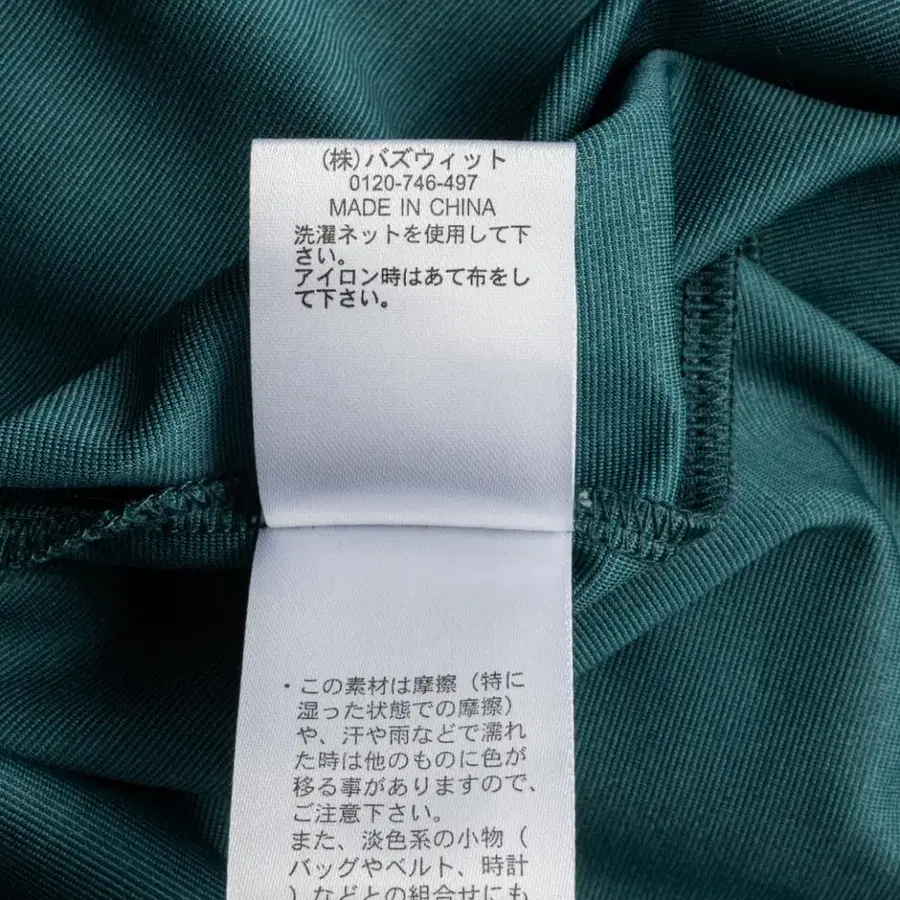 (株)バズウィット
0120-746-497
MADE IN CHINA
洗濯ネットを使用して下
さい。
アイロン時はあて布をし
て下さい。
・この素材は摩擦（特に
湿った状態での摩擦）
や、汗や雨などで濡れ
た時は他のものに色が
移る事がありますので、
ご注意下さい。
また、淡色系の小物（
バッグやベルト、時計
）などとの組合せにも